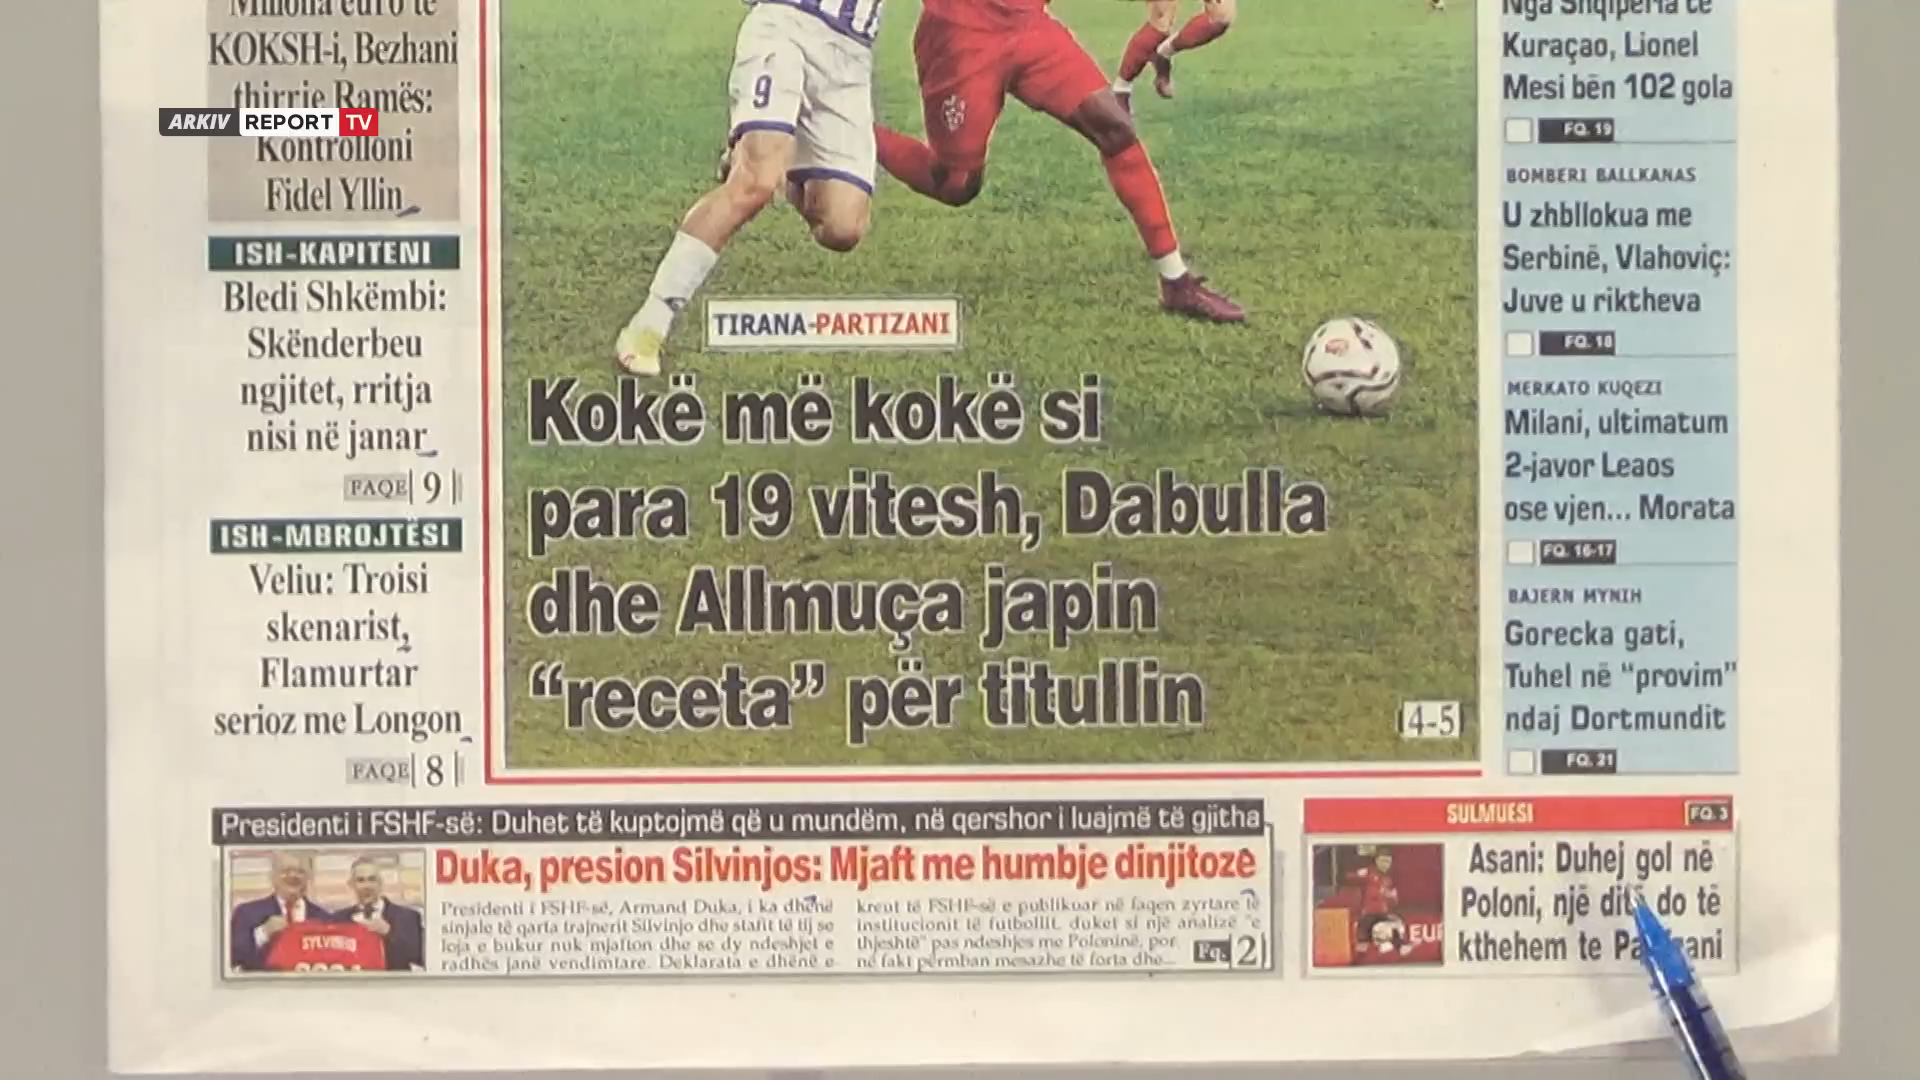 Miliona euro të
KOKSH-i, Bezhani
thirrje Ramës:
Kontrolloni
Fidel Yllin
ARKIV REPORT TV
ISH-KAPITENI
Bledi Shkëmbi:
Skënderbeu
ngjitet, rritja
nisi në janar
FAQE 9
ISH-MBROJTËSI
Veliu: Troisi
skenarist,
Flamurtar
serioz me Longon
FAQE 8
9
TIRANA-PARTIZANI
Kokë më kokë si
para 19 vitesh, Dabulla
dhe Allmuça japin
“receta” për titullin
4-5
Nga Shqipëria te
Kuraçao, Lionel
Mesi bën 102 gola
FQ. 19
BOMBERI BALLKANAS
U zhbllokua me
Serbinë, Vlahoviç:
Juve u riktheva
FQ. 18
MERKATO KUQEZI
Milani, ultimatum
2-javor Leaos
ose vjen... Morata
FQ. 16-17
BAJERN MYNIH
Gorecka gati,
Tuhel në “provim”
ndaj Dortmundit
FQ. 21
Presidenti i FSHF-së: Duhet të kuptojmë që u mundëm, në qershor i luajmë të gjitha
Duka, presion Silvinjos: Mjaft me humbje dinjitoze
SYLVINHO
2024
Presidenti i FSHF-së, Armand Duka, i ka dhënë
sinjale të qarta trajnerit Silvinjo dhe stafit të tij se
loja e bukur nuk mjafton dhe se dy ndeshjet e
radhës janë vendimtare. Deklarata e dhënë e
kreut të FSHF-së e publikuar në faqen zyrtare të
institucionit të futbollit, duket si një analizë “e
thjeshtë” pas ndeshjes me Poloninë, por
në fakt përmban mesazhe të forta dhe...
Fq. 2
SULMUESI
FQ. 3
EU
Asani: Duhej gol në
Poloni, një ditë do të
kthehem te Partizani